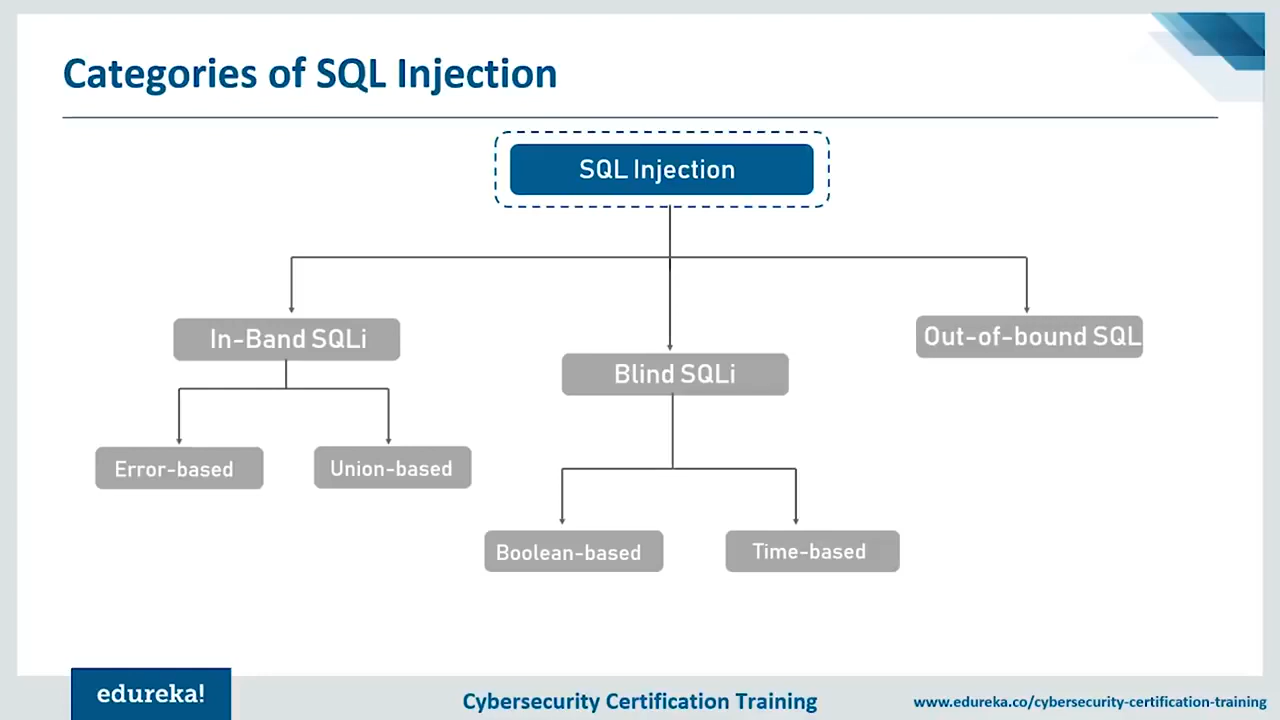 Categories of SQL Injection
SQL Injection
In-Band SQLi
Blind SQLi
Out-of-bound SQL
Error-based
Union-based
Boolean-based
Time-based
edureka!
Cybersecurity Certification Training
www.edureka.co/cybersecurity-certification-training